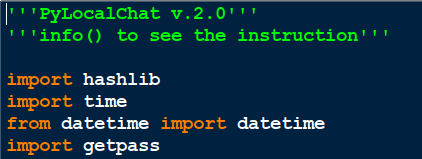 '''PyLocalChat v.2.0'''
'''info() to see the instruction'''
import hashlib
import time
from datetime import datetime
import getpass